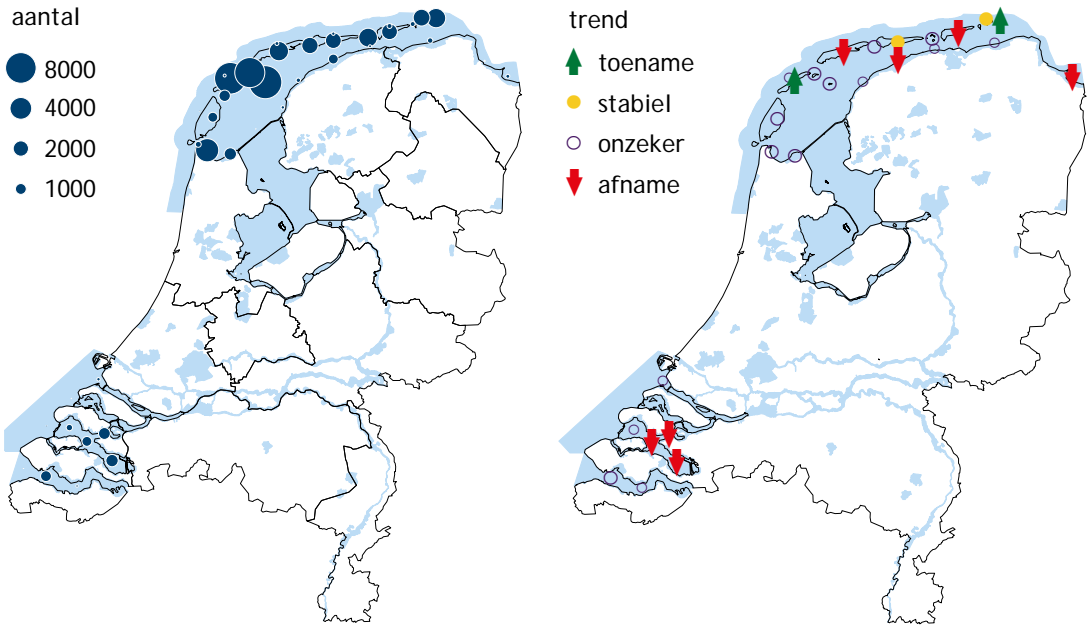 aantal
8000
4000
2000
1000
trend
toename
stabiel
onzeker
afname